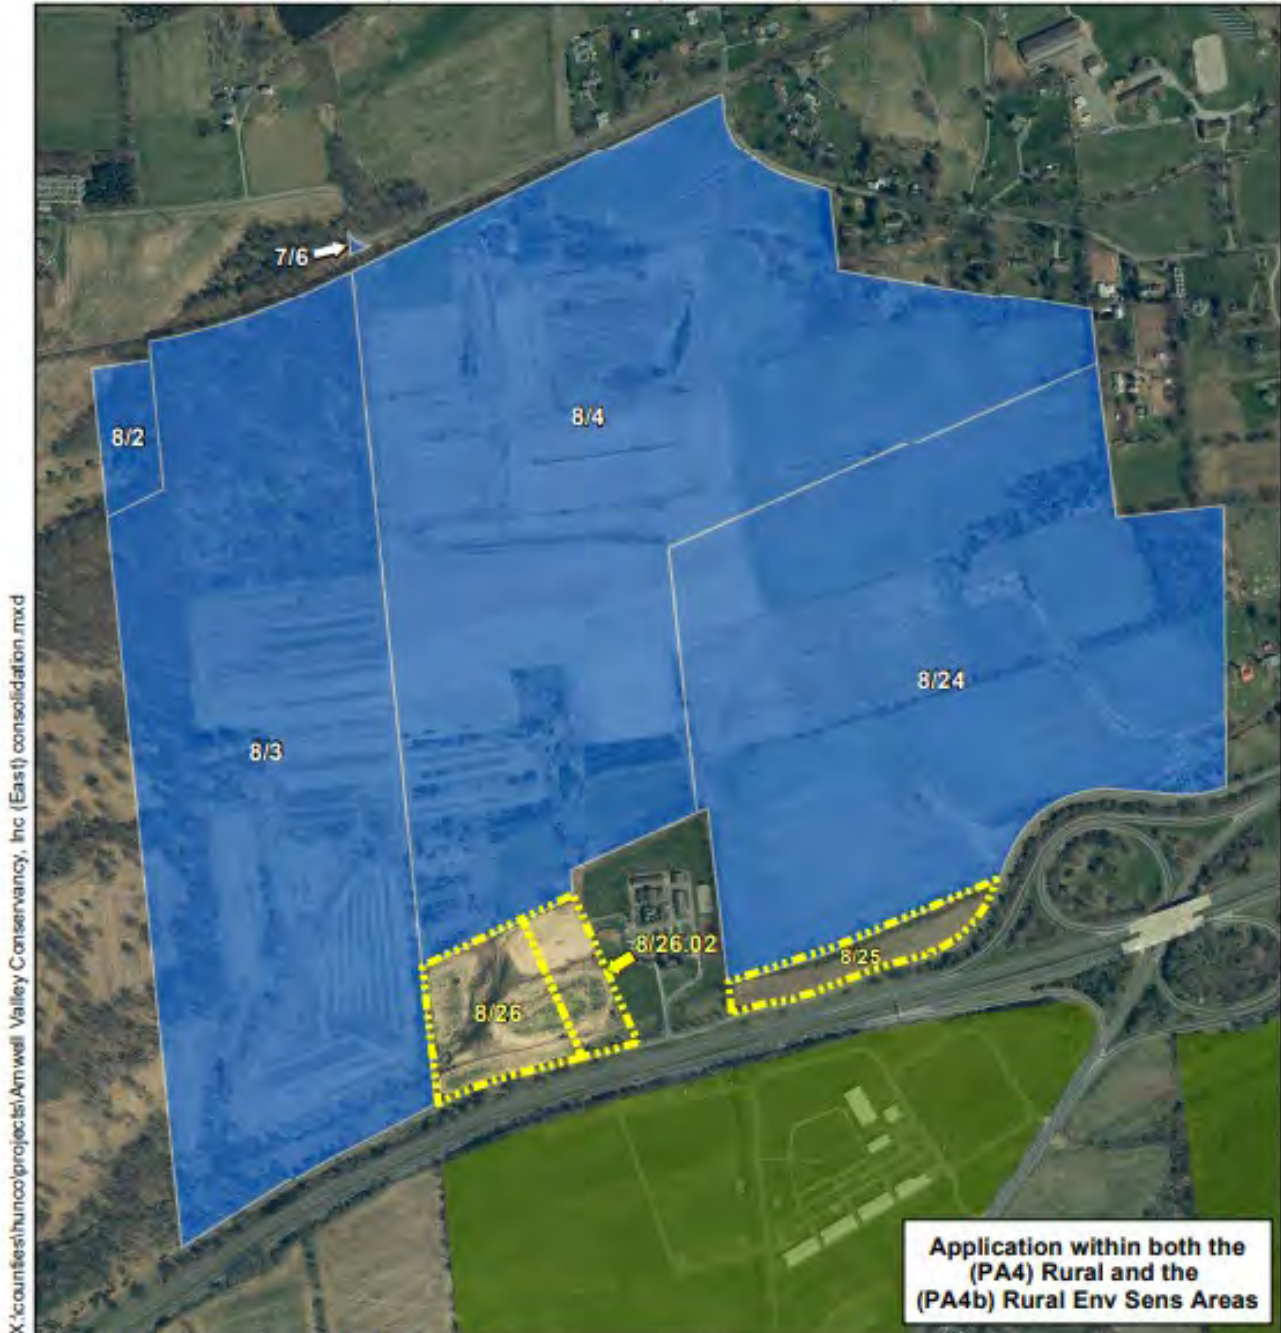 7/6
8/2
8/4
8/24
8/3
8/26.02
8/25
8/26
X:\counties\hunco\projects\Amwell Valley Conservancy, Inc (East) consolidation.mxd
Application within both the
(PA4) Rural and the
(PA4b) Rural Env Sens Areas